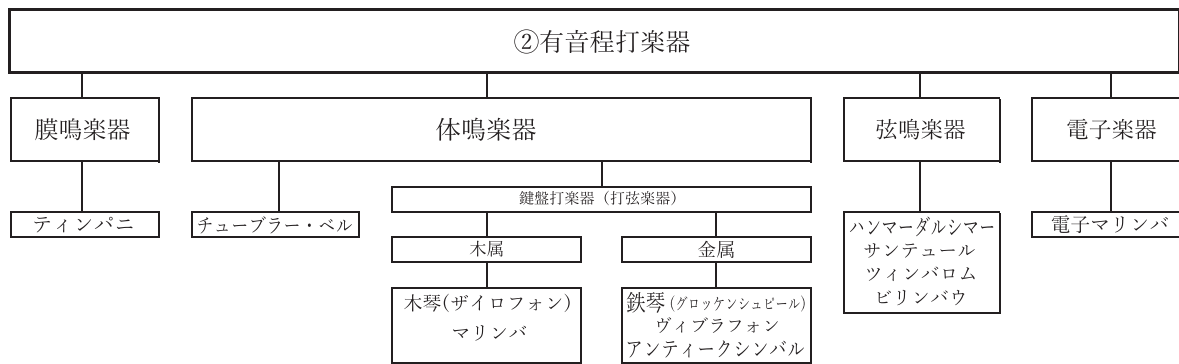 ②有音程打楽器
膜鳴楽器
体鳴楽器
弦鳴楽器
電子楽器
鍵盤打楽器（打弦楽器）
ティンパニ
チューブラー・ベル
ハンマーダルシマー
サンテュール
ツィンバロム
ビリンバウ
電子マリンバ
木属
金属
木琴(ザイロフォン)
マリンバ
鉄琴(グロッケンシュピール)
ヴィブラフォン
アンティークシンバル